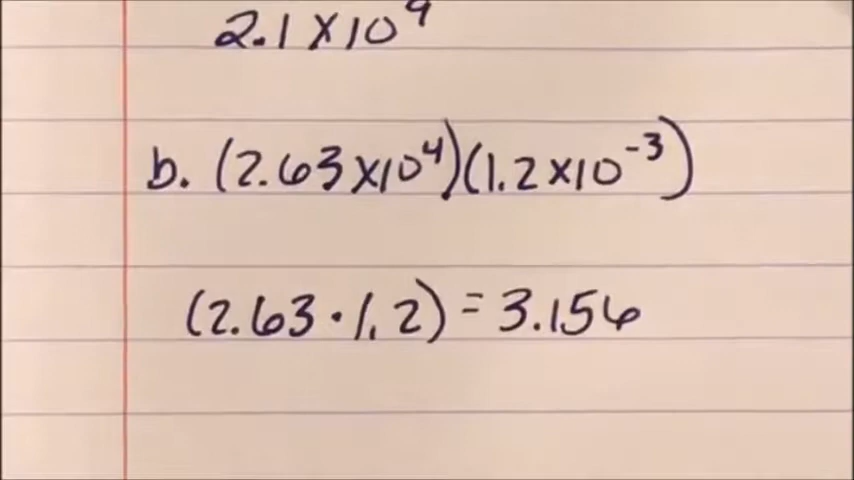 2.1 x 10⁹
b. (2.63 x 10⁴)(1.2 x 10⁻³)
(2.63 · 1.2) = 3.156